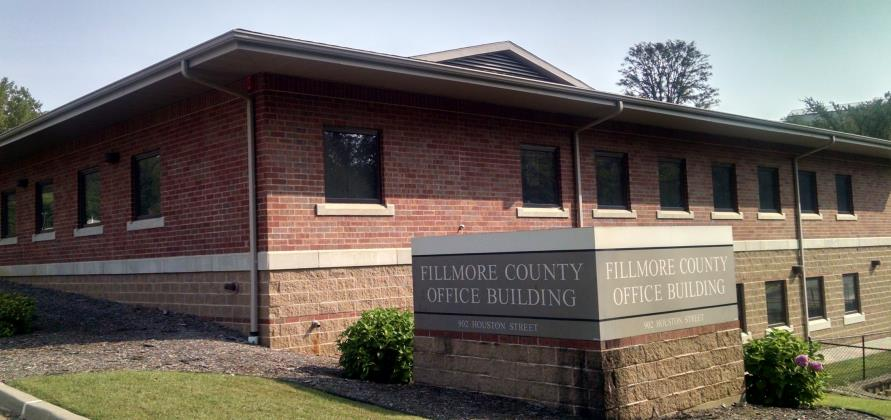 FILLMORE COUNTY
OFFICE BUILDING
902 HOUSTON STREET
FILLMORE COUNTY
OFFICE BUILDING
902 HOUSTON STREET